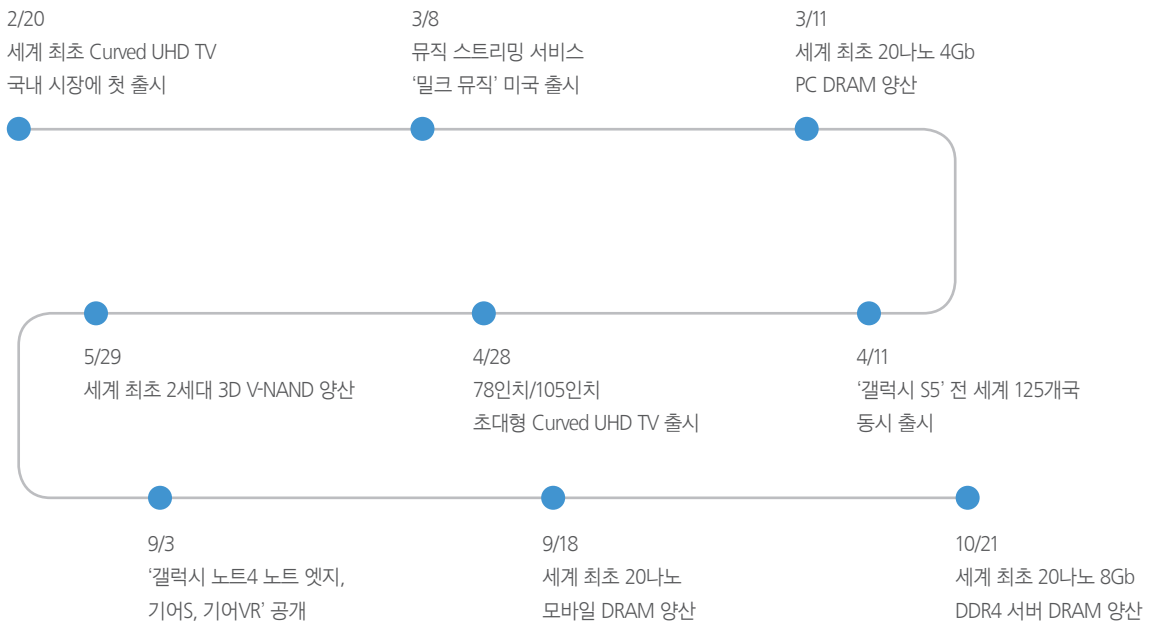 2/20
세계 최초 Curved UHD TV
국내 시장에 첫 출시
3/8
뮤직 스트리밍 서비스
‘밀크 뮤직’ 미국 출시
3/11
세계 최초 20나노 4Gb
PC DRAM 양산
4/11
‘갤럭시 S5’ 전 세계 125개국
동시 출시
4/28
78인치/105인치
초대형 Curved UHD TV 출시
5/29
세계 최초 2세대 3D V-NAND 양산
9/3
‘갤럭시 노트4 노트 엣지,
기어S, 기어VR’ 공개
9/18
세계 최초 20나노
모바일 DRAM 양산
10/21
세계 최초 20나노 8Gb
DDR4 서버 DRAM 양산